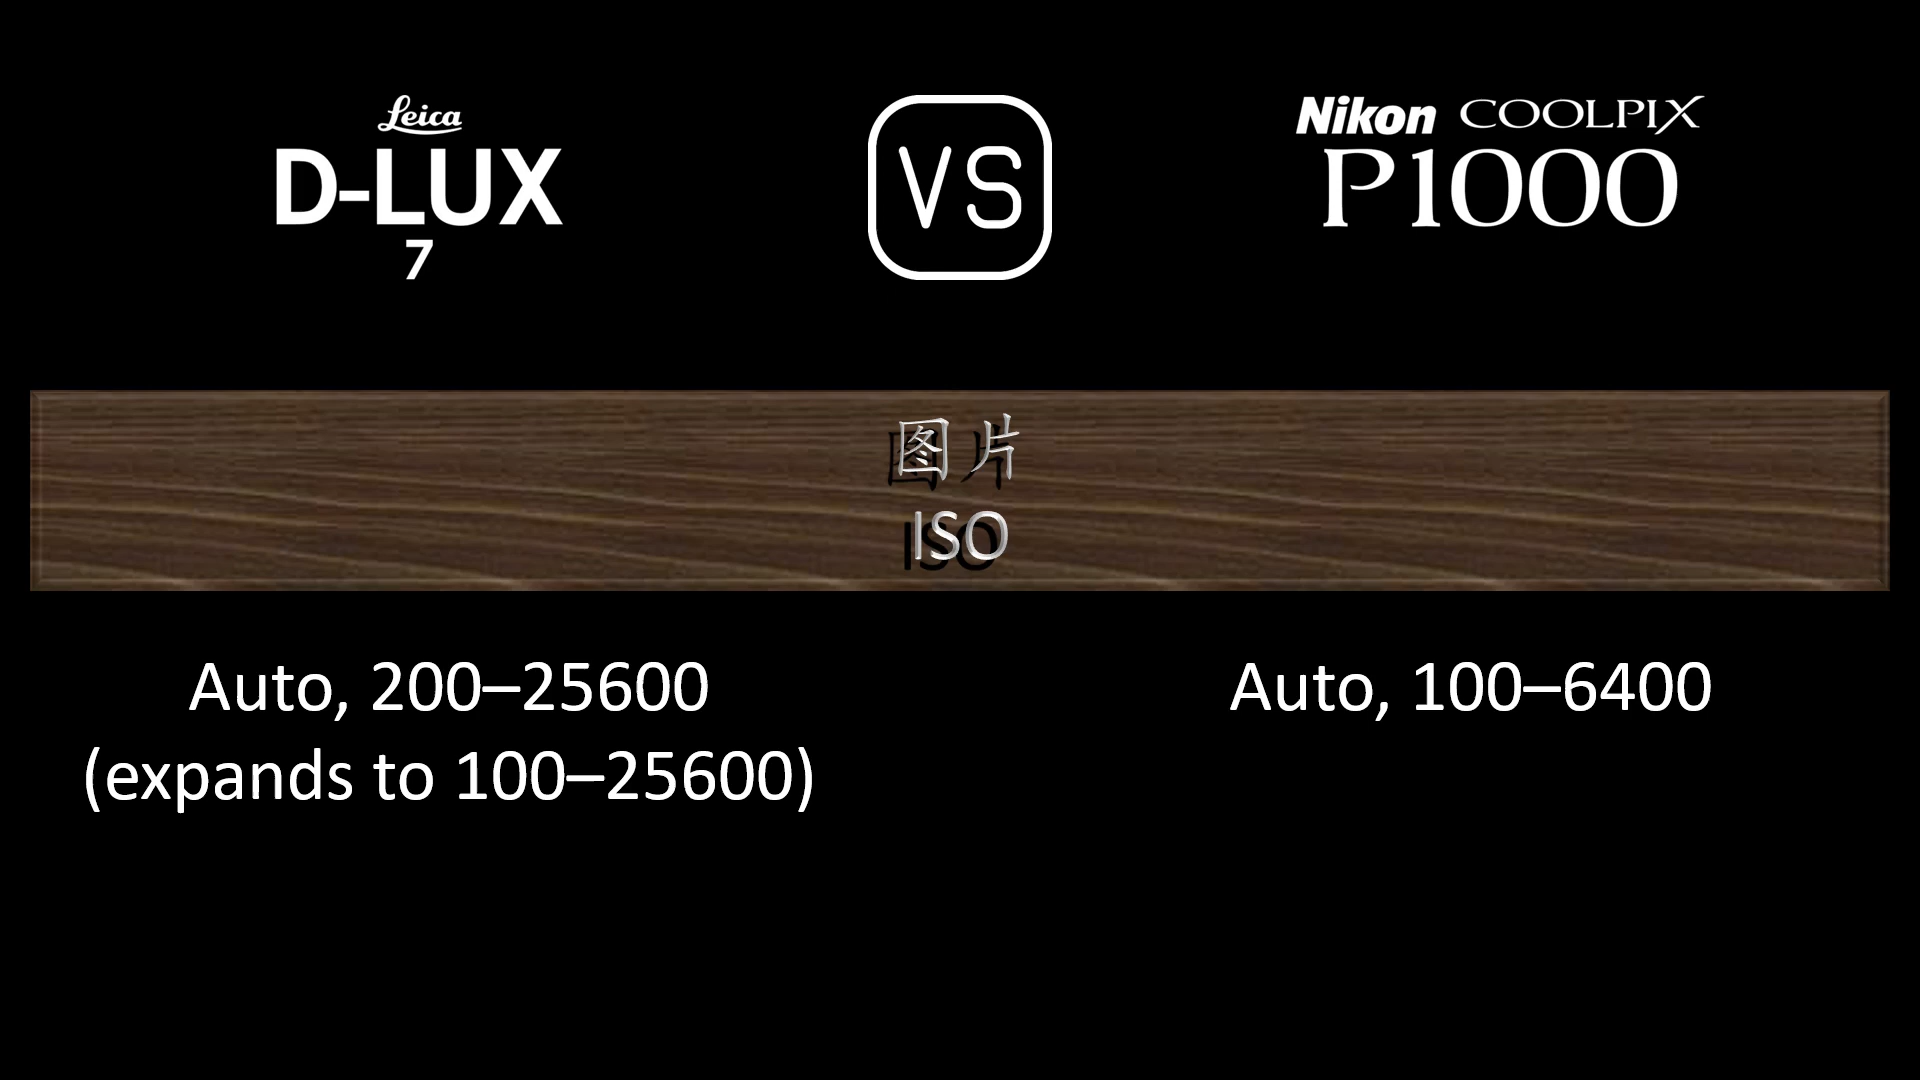 Leica
D-LUX
7
VS
Nikon COOLPIX
P1000
图片
ISO
Auto, 200–25600
(expands to 100–25600)
Auto, 100–6400